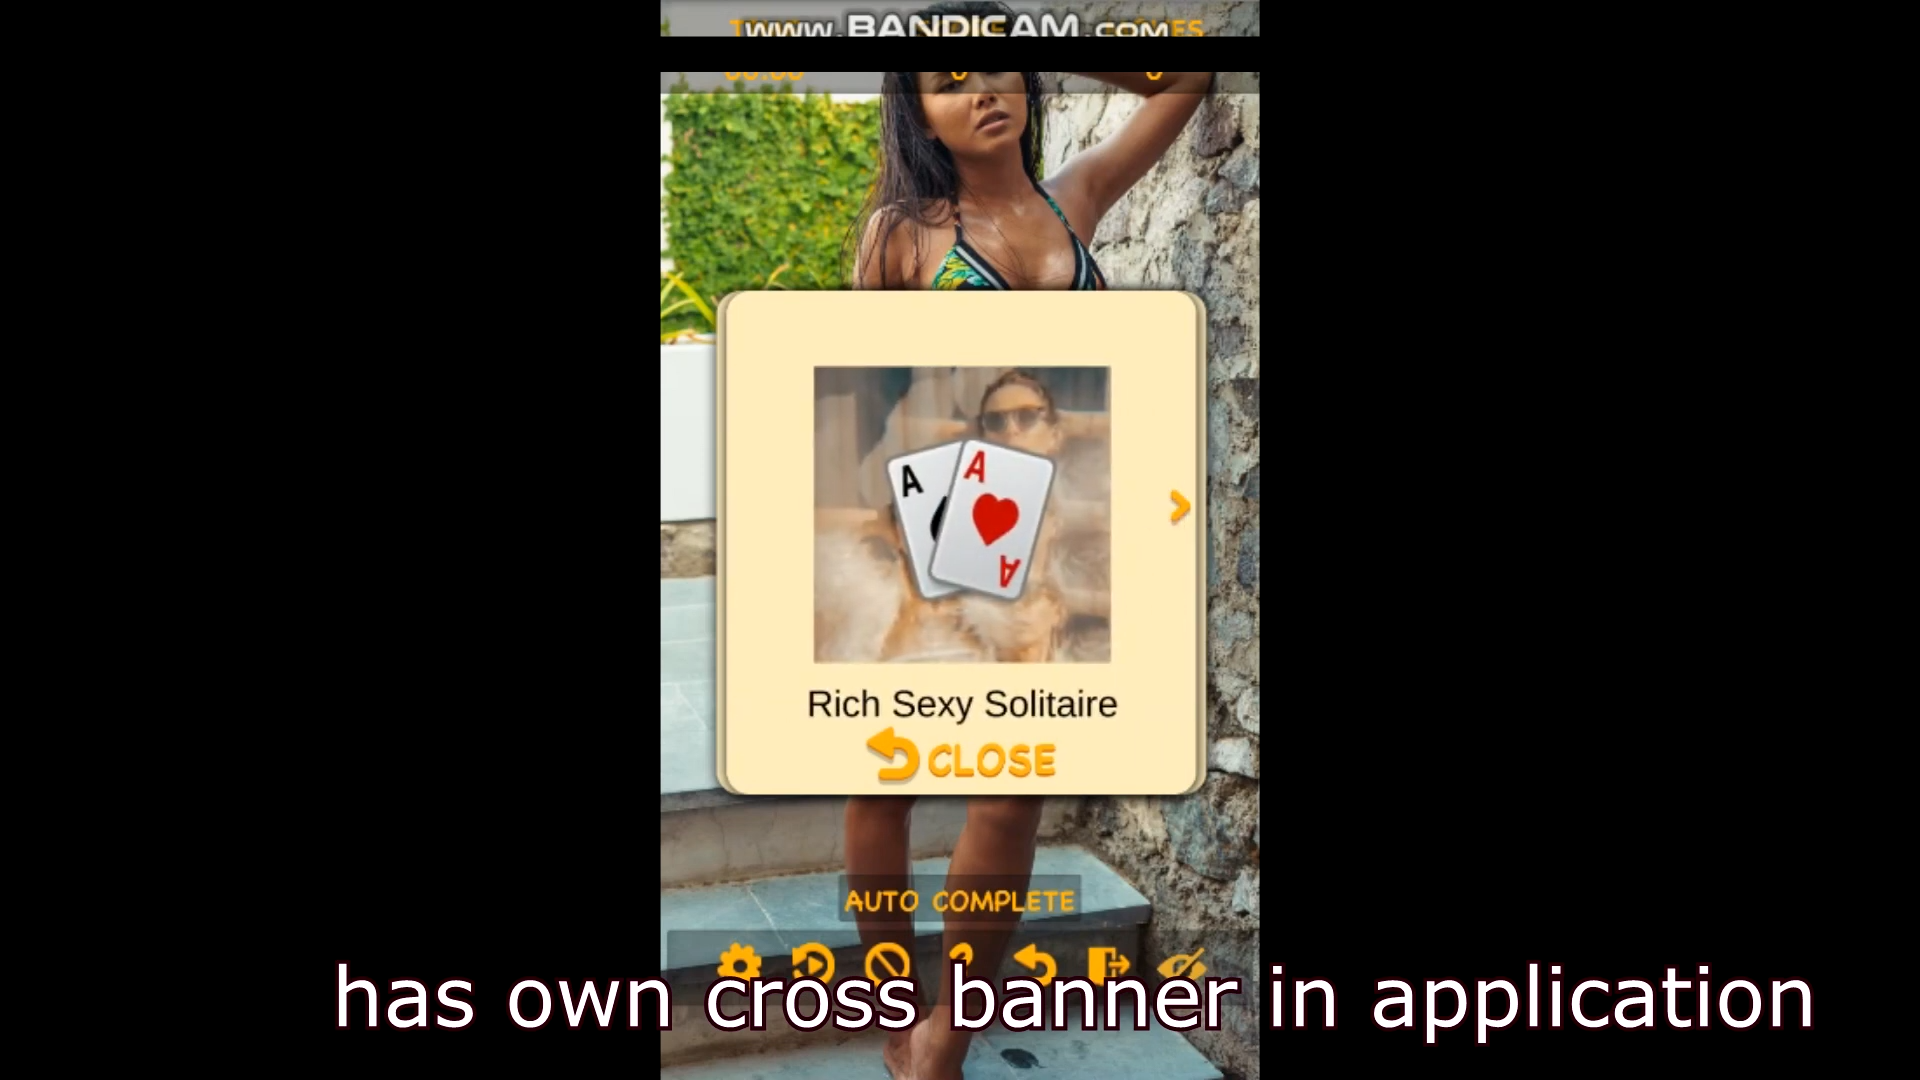 www.BANDICAM.com
A
A
A
Rich Sexy Solitaire
CLOSE
AUTO COMPLETE
has own cross banner in application